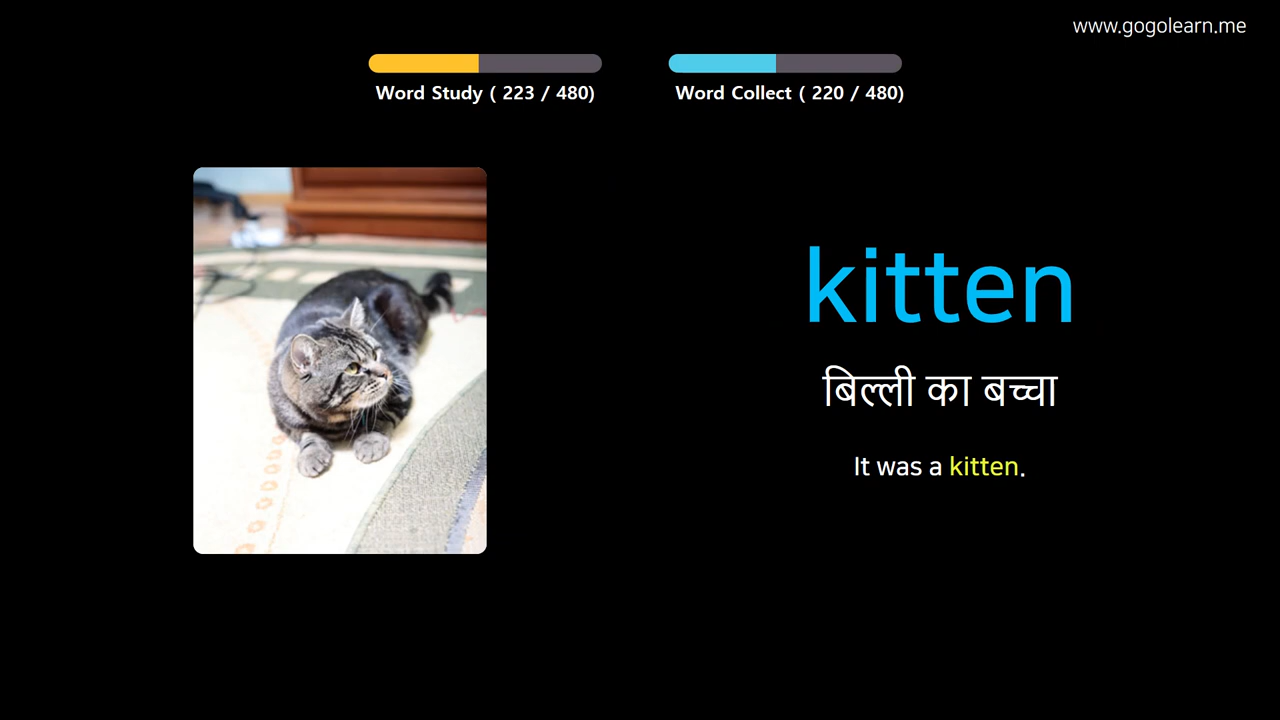 www.gogolearn.me
Word Study ( 223 / 480)
Word Collect ( 220 / 480)
kitten
बिल्ली का बच्चा
It was a kitten.